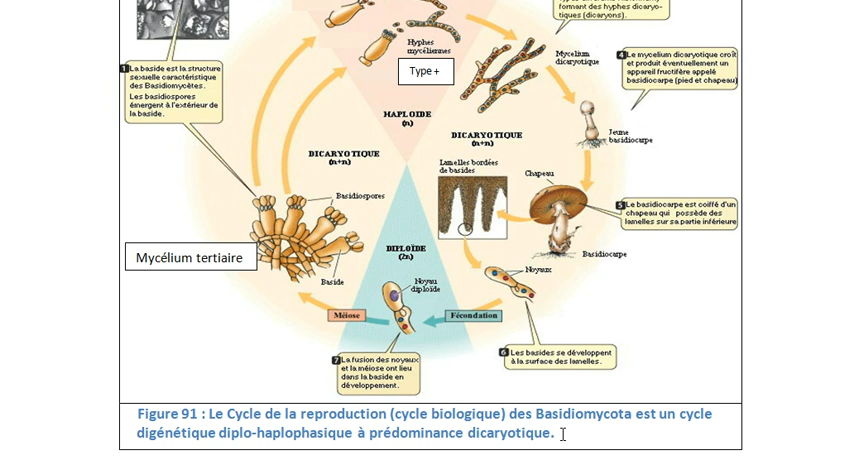 formant des hyphes dicaryo-
tiques (dicaryons).
Hyphes
mycéliennes
Type +
Mycelium
dicaryotique
4 Le mycelium dicaryotique croît
et produit éventuellement un
appareil fructifère appelé
basidiocarpe (pied et chapeau)
1 La baside est la structure
sexuelle caractéristique
des Basidiomycètes.
Les basidiospores
émergent à l'extérieur de
la baside.
HAPLOIDE
(n)
DICARYOTIQUE
(n+n)
Jeune
basidiocarpe
DICARYOTIQUE
(n+n)
Lamelles bordées
de basides
Chapeau
Basidiospores
5 Le basidiocarpe est coiffé d'un
chapeau qui possède des
lamelles sur sa partie inférieure
Mycélium tertiaire
DIPLOÏDE
(2n)
Basidiocarpe
Noyaux
Baside
Noyau
diploïde
Méiose
Fécondation
6 Les basides se développent
à la surface des lamelles.
7 La fusion des noyaux
et la méiose ont lieu
dans la baside en
développement.
Figure 91 : Le Cycle de la reproduction (cycle biologique) des Basidiomycota est un cycle
digénétique diplo-haplophasique à prédominance dicaryotique.